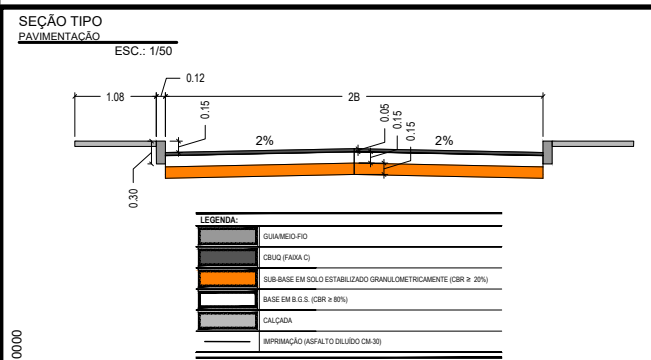 SEÇÃO TIPO
PAVIMENTAÇÃO
ESC.: 1/50
1.08
0.12
2B
0.15
2%
0.05
0.15
0.15
2%
0.30
LEGENDA:
GUIA/MEIO-FIO
CBUQ (FAIXA C)
SUB-BASE EM SOLO ESTABILIZADO GRANULOMETRICAMENTE (CBR ≥ 20%)
BASE EM B.G.S. (CBR ≥ 80%)
CALÇADA
IMPRIMAÇÃO (ASFALTO DILUÍDO CM-30)
0000